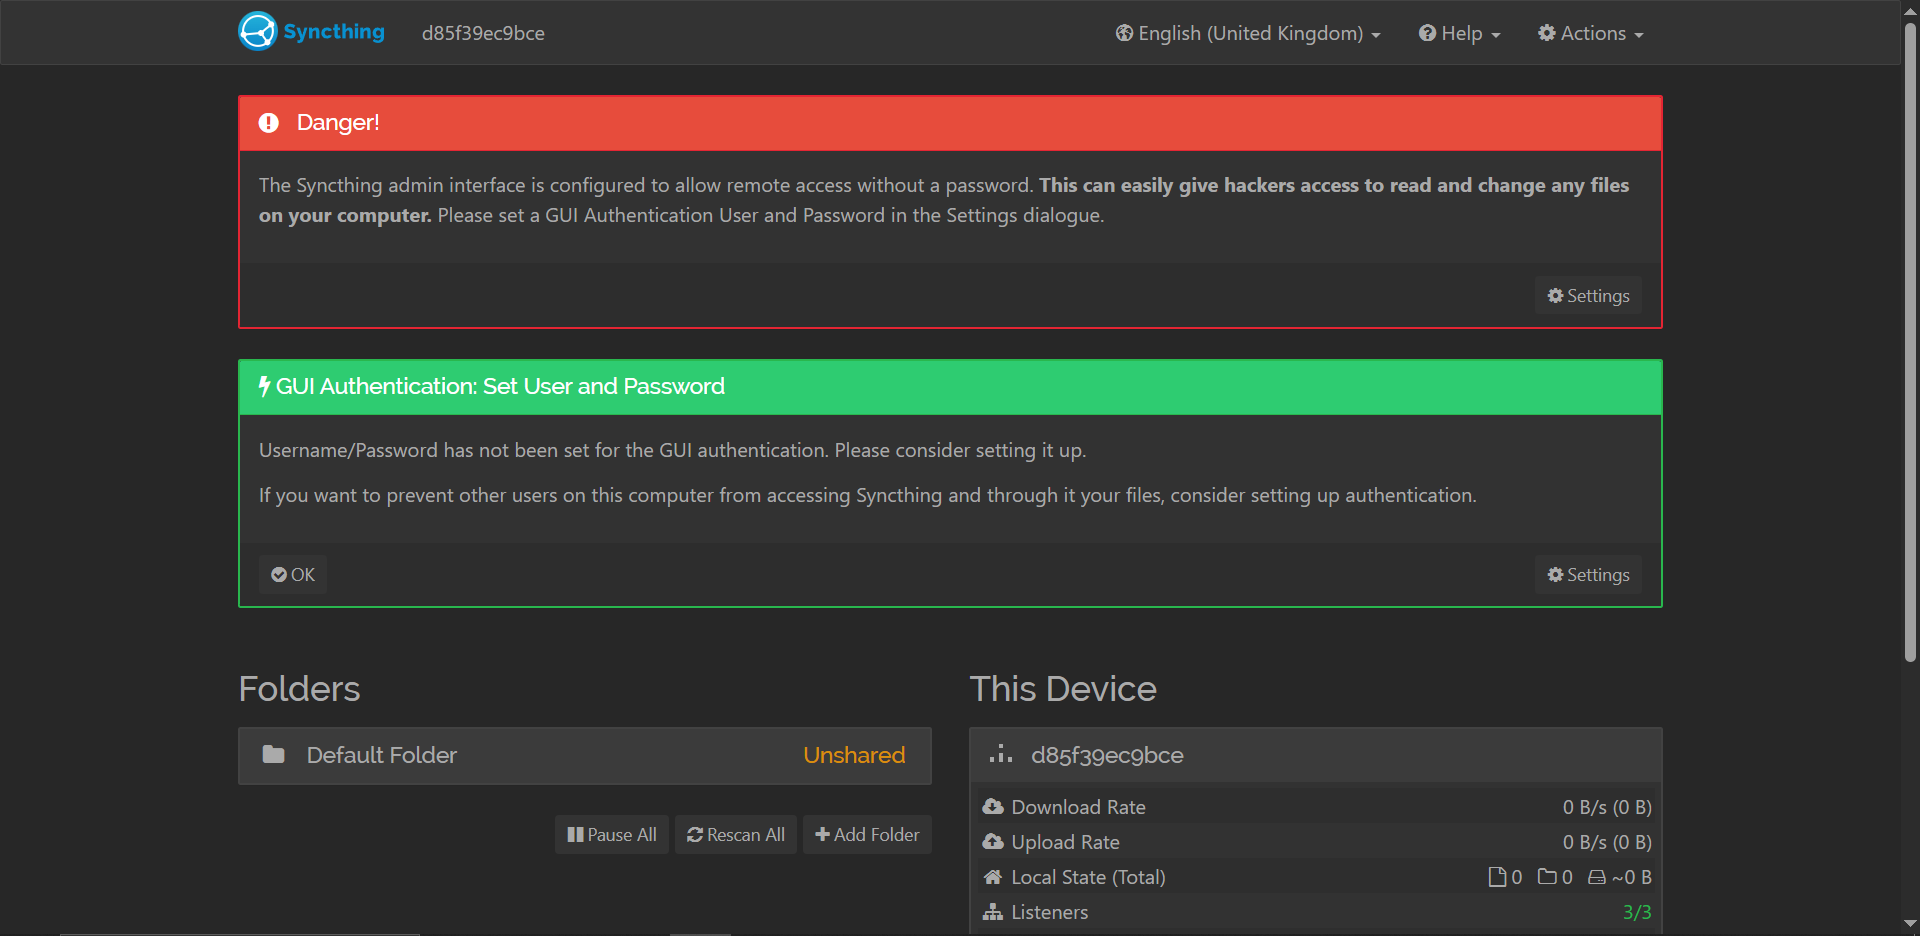 Syncthing d85f39ec9bce English (United Kingdom) Help Actions
Danger!
The Syncthing admin interface is configured to allow remote access without a password. This can easily give hackers access to read and change any files
on your computer. Please set a GUI Authentication User and Password in the Settings dialogue.
Settings
GUI Authentication: Set User and Password
Username/Password has not been set for the GUI authentication. Please consider setting it up.
If you want to prevent other users on this computer from accessing Syncthing and through it your files, consider setting up authentication.
OK Settings
Folders
Default Folder Unshared
Pause All Rescan All Add Folder
This Device
d85f39ec9bce
Download Rate 0 B/s (0 B)
Upload Rate 0 B/s (0 B)
Local State (Total) 0 0 ~0 B
Listeners 3/3